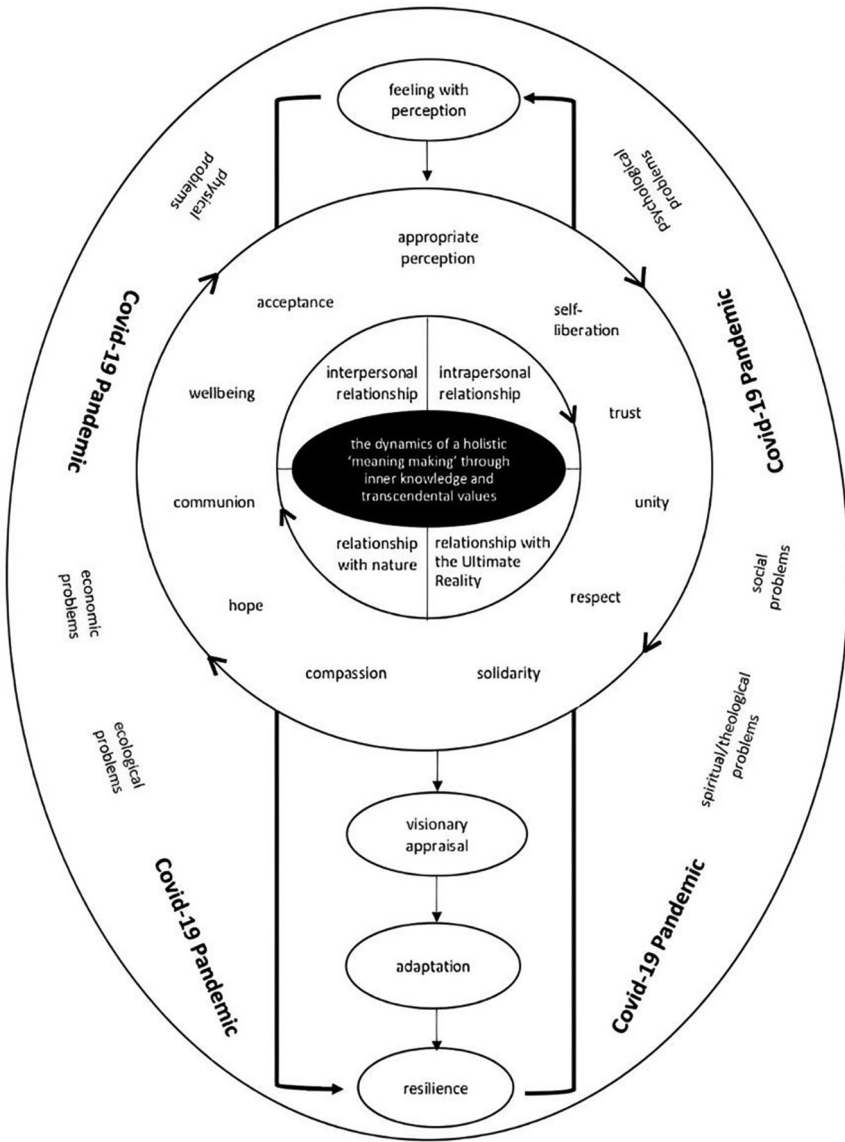 feeling with
perception
physical
problems
psychological
problems
appropriate
perception
acceptance
self-
liberation
Covid-19 Pandemic
Covid-19 Pandemic
interpersonal
relationship
intrapersonal
relationship
wellbeing
trust
the dynamics of a holistic
‘meaning making’ through
inner knowledge and
transcendental values
communion
unity
relationship
with nature
relationship with
the Ultimate
Reality
economic
problems
social
problems
hope
respect
compassion
solidarity
ecological
problems
spiritual/theological
problems
visionary
appraisal
Covid-19 Pandemic
Covid-19 Pandemic
adaptation
resilience